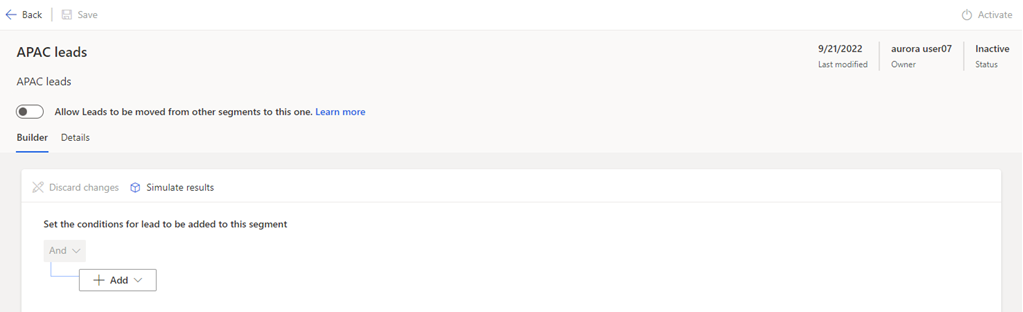 Back Save Activate
APAC leads 9/21/2022 aurora user07 Inactive
Last modified Owner Status
APAC leads
Allow Leads to be moved from other segments to this one. Learn more
Builder Details
Discard changes Simulate results
Set the conditions for lead to be added to this segment
And
Add